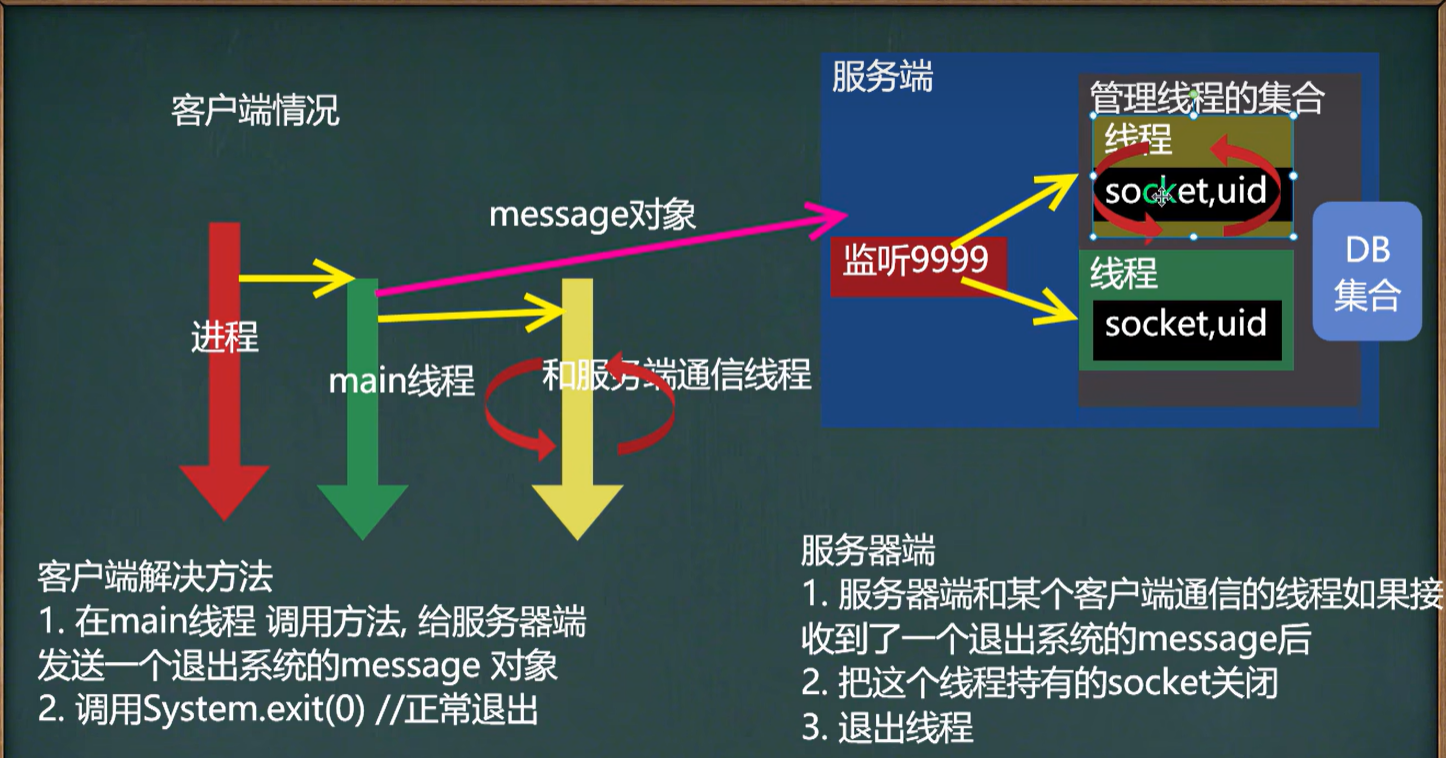 客户端情况
message对象
进程
main线程
和服务端通信线程
服务端
管理线程的集合
线程
socket,uid
监听9999
线程
socket,uid
DB
集合
客户端解决方法
1. 在main线程 调用方法, 给服务器端
发送一个退出系统的message 对象
2. 调用System.exit(0) //正常退出
服务器端
1. 服务器端和某个客户端通信的线程如果接
收到了一个退出系统的message后
2. 把这个线程持有的socket关闭
3. 退出线程